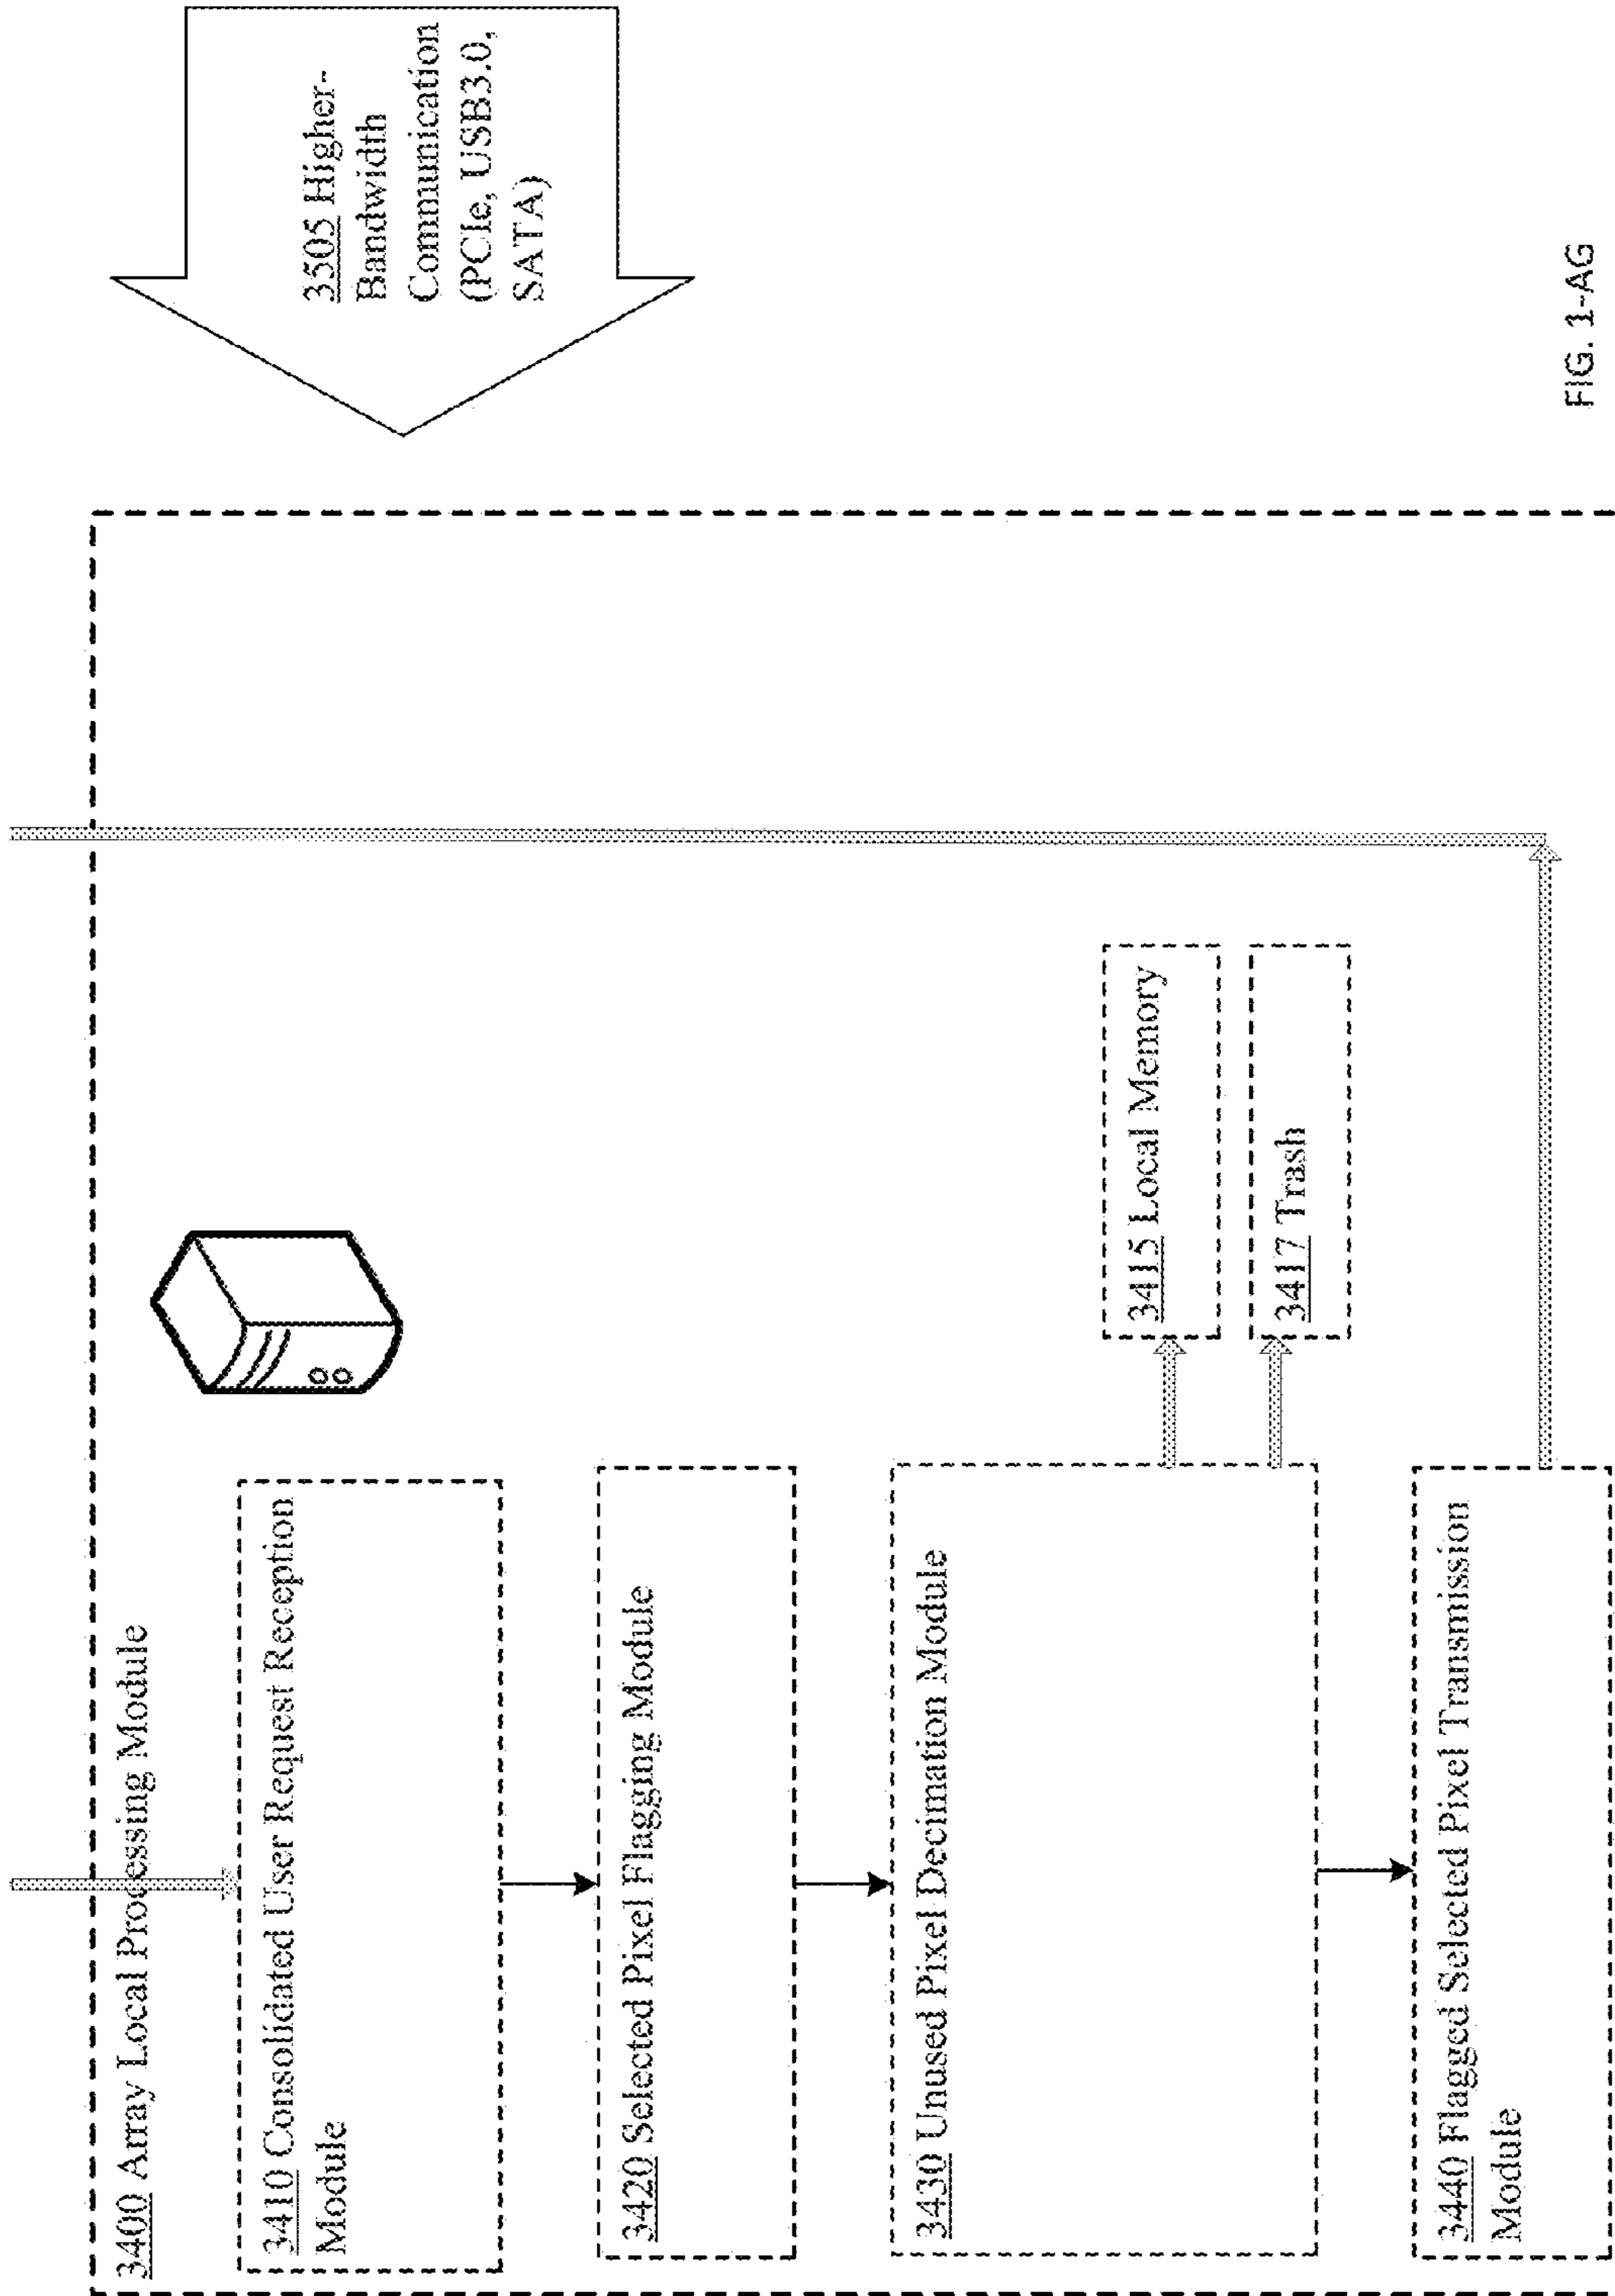 3400 Array Local Processing Module
3410 Consolidated User Request Reception
Module
3420 Selected Pixel Flagging Module
3430 Unused Pixel Decimation Module
3415 Local Memory
3417 Trash
3440 Flagged Selected Pixel Transmission
Module
3505 Higher-
Bandwidth
Communication
(PCIe, USB3.0,
SATA)
FIG. 1-AG